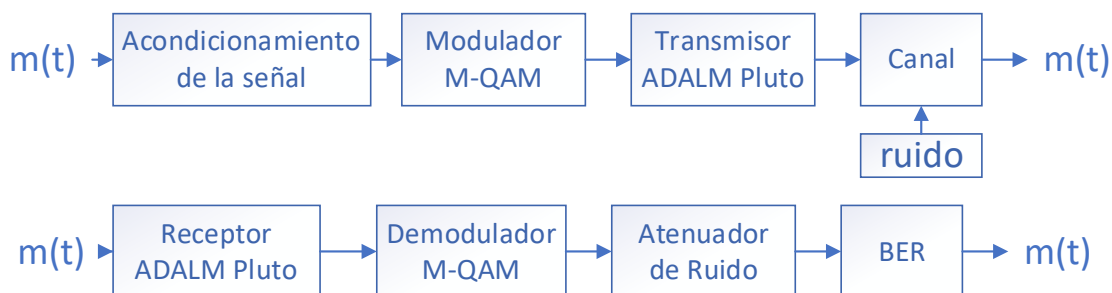 m(t)
Acondicionamiento
de la señal
Modulador
M-QAM
Transmisor
ADALM Pluto
Canal
m(t)
ruido
m(t)
Receptor
ADALM Pluto
Demodulador
M-QAM
Atenuador
de Ruido
BER
m(t)